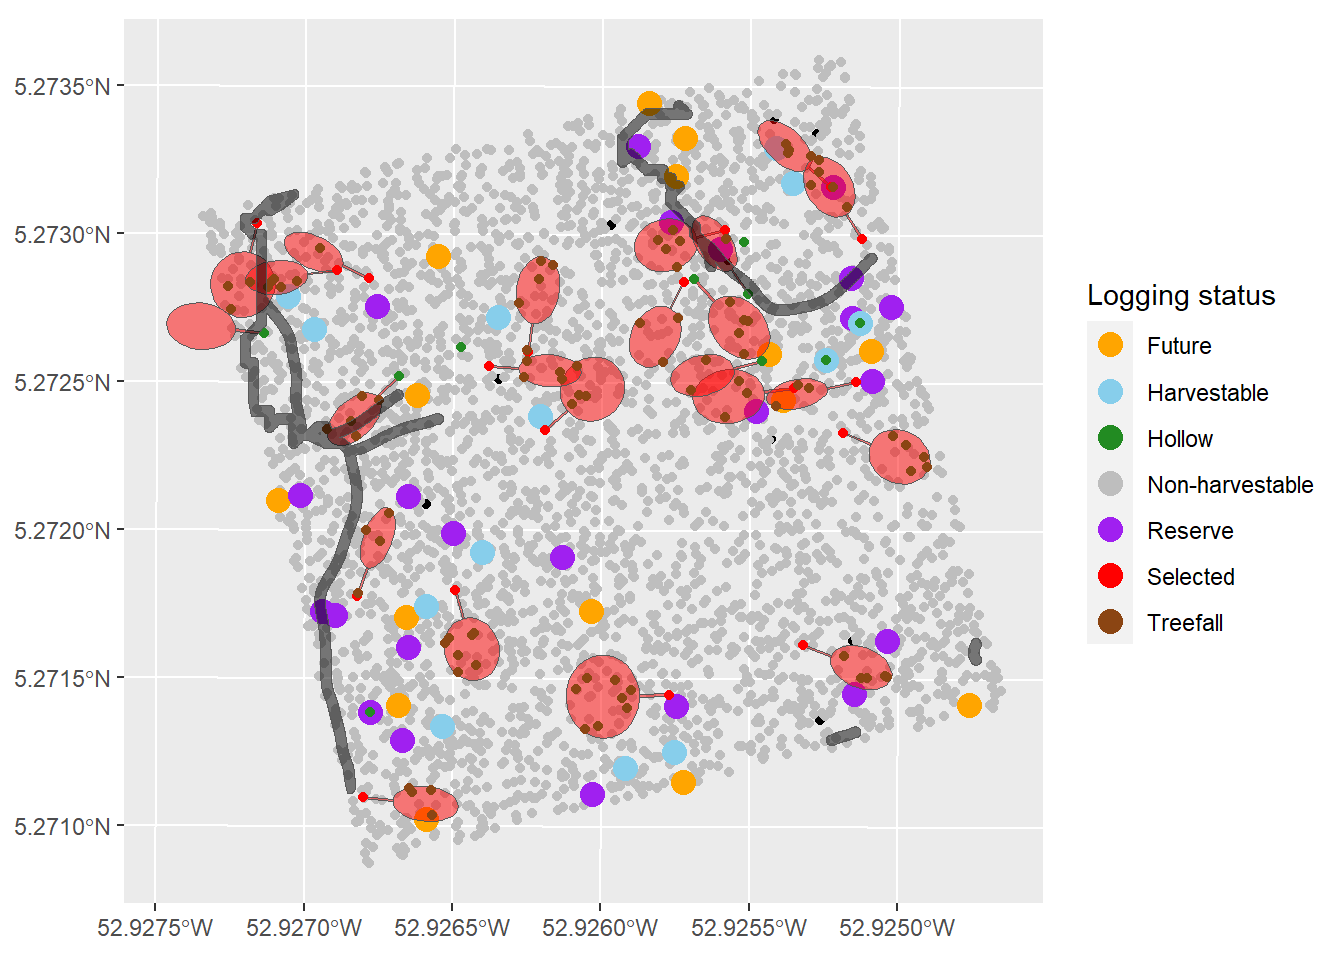 5.2735°N
5.2730°N
5.2725°N
5.2720°N
5.2715°N
5.2710°N
52.9275°W 52.9270°W 52.9265°W 52.9260°W 52.9255°W 52.9250°W
Logging status
Future
Harvestable
Hollow
Non-harvestable
Reserve
Selected
Treefall